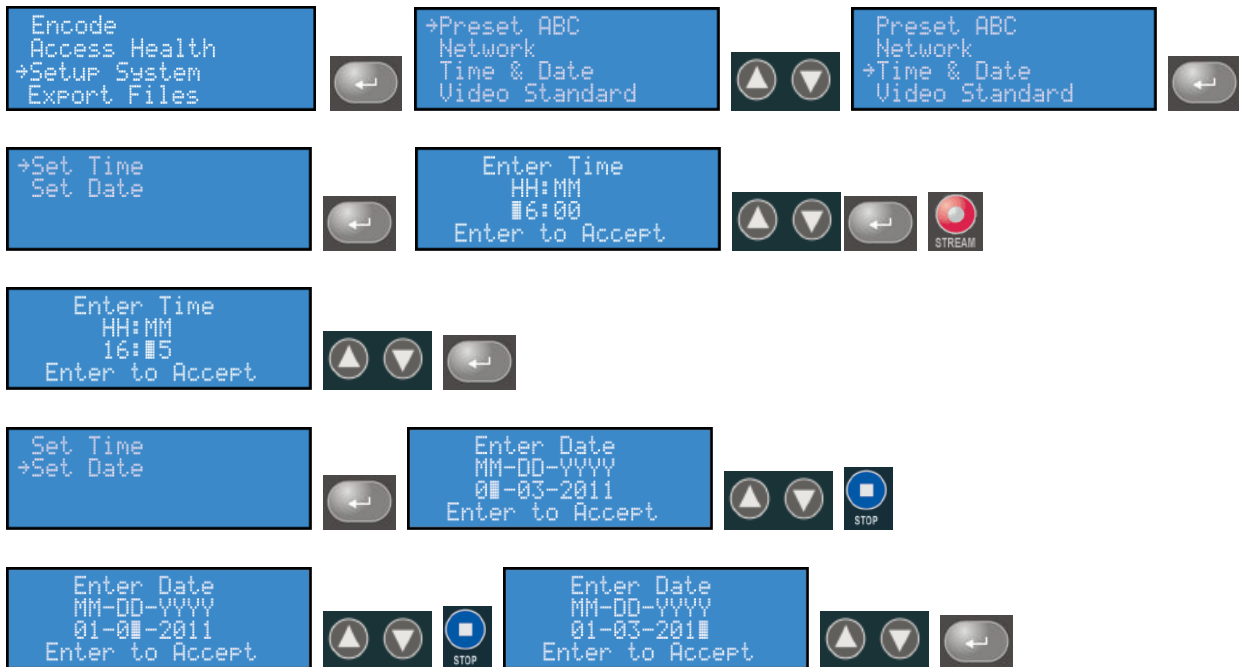 Encode
Access Health
→Setup System
Export Files
→Preset ABC
Network
Time & Date
Video Standard
Preset ABC
Network
→Time & Date
Video Standard
→Set Time
Set Date
Enter Time
HH:MM
█6:00
Enter to Accept
STREAM
Enter Time
HH:MM
16:█5
Enter to Accept
Set Time
→Set Date
Enter Date
MM-DD-YYYY
0█-03-2011
Enter to Accept
STOP
Enter Date
MM-DD-YYYY
01-0█-2011
Enter to Accept
STOP
Enter Date
MM-DD-YYYY
01-03-201█
Enter to Accept